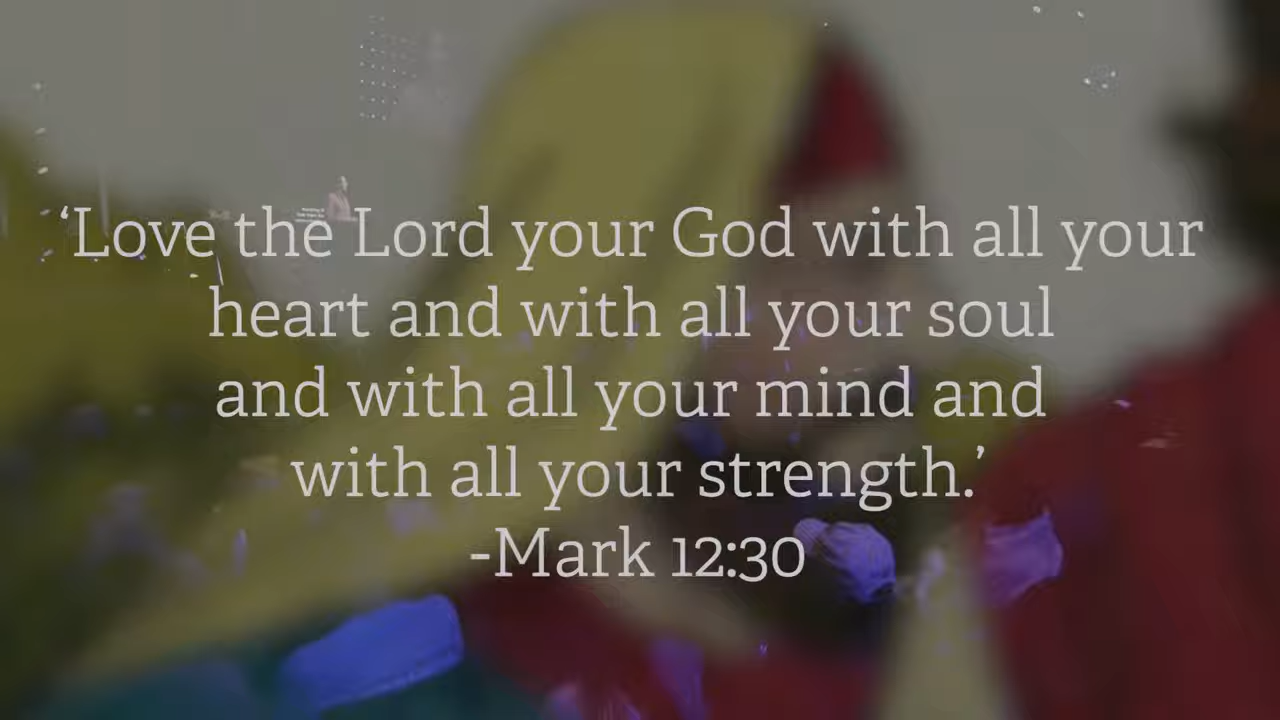 ‘Love the Lord your God with all your
heart and with all your soul
and with all your mind and
with all your strength.’
-Mark 12:30